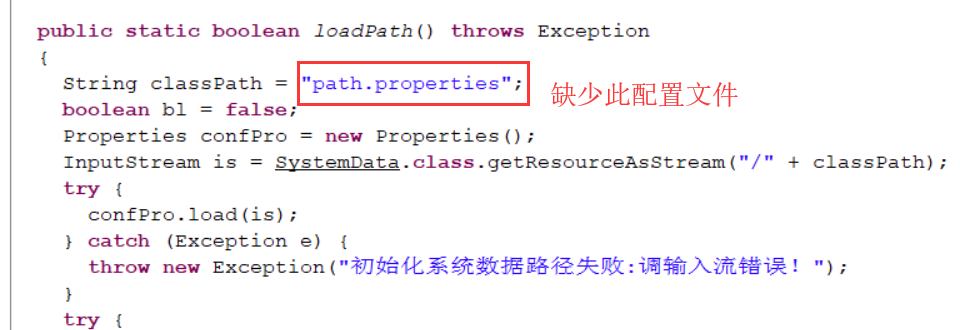 public static boolean loadPath() throws Exception
{
String classPath = "path.properties"; 缺少此配置文件
boolean bl = false;
Properties confPro = new Properties();
InputStream is = SystemData.class.getResourceAsStream("/" + classPath);
try {
confPro.load(is);
} catch (Exception e) {
throw new Exception("初始化系统数据路径失败:调输入流错误! ");
}
try {